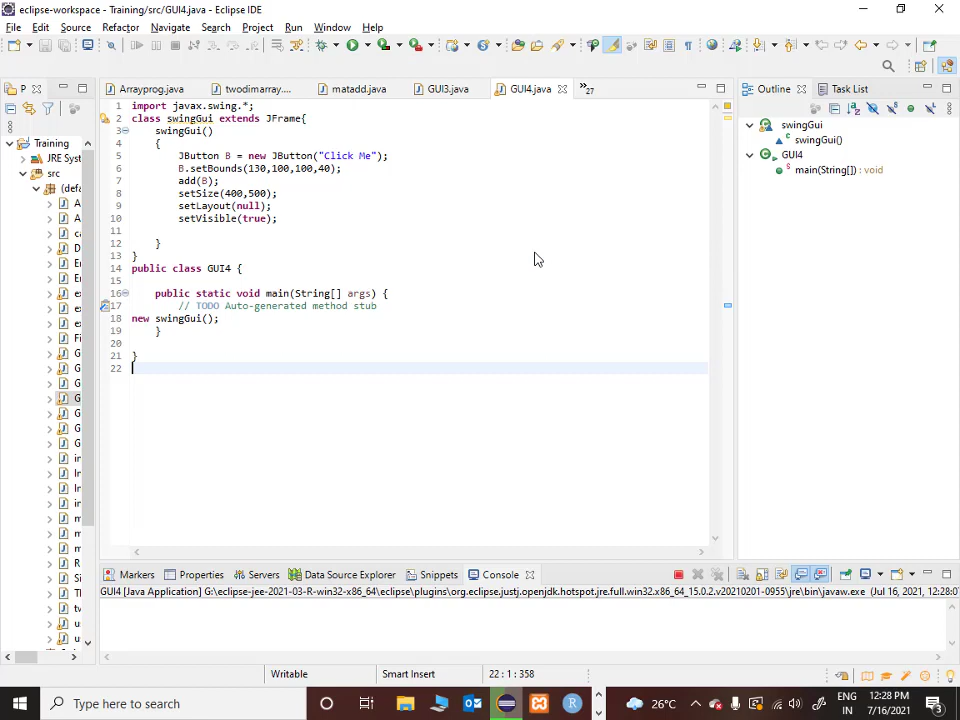 eclipse-workspace - Training/src/GUI4.java - Eclipse IDE
File Edit Source Refactor Navigate Search Project Run Window Help
P
Arrayprog.java twodimarray.... matadd.java GUI3.java GUI4.java »27
Outline Task List
Training
JRE Syst
src
(defa
1 import javax.swing.*;
2 class swingGui extends JFrame{
3 swingGui()
4 {
5 JButton B = new JButton("Click Me");
6 B.setBounds(130,100,100,40);
7 add(B);
8 setSize(400,500);
9 setLayout(null);
10 setVisible(true);
11
12 }
13 }
14 public class GUI4 {
15
16 public static void main(String[] args) {
17 // TODO Auto-generated method stub
18 new swingGui();
19 }
20
21 }
22
swingGui
swingGui()
GUI4
main(String[]) : void
Markers Properties Servers Data Source Explorer Snippets Console
GUI4 [Java Application] G:\eclipse-jee-2021-03-R-win32-x86_64\eclipse\plugins\org.eclipse.justj.openjdk.hotspot.jre.full.win32.x86_64_15.0.2.v20210201-0955\jre\bin\javaw.exe (Jul 16, 2021, 12:28:0
Writable Smart Insert 22 : 1 : 358
Type here to search
26°C
ENG
IN
12:28 PM
7/16/2021
3